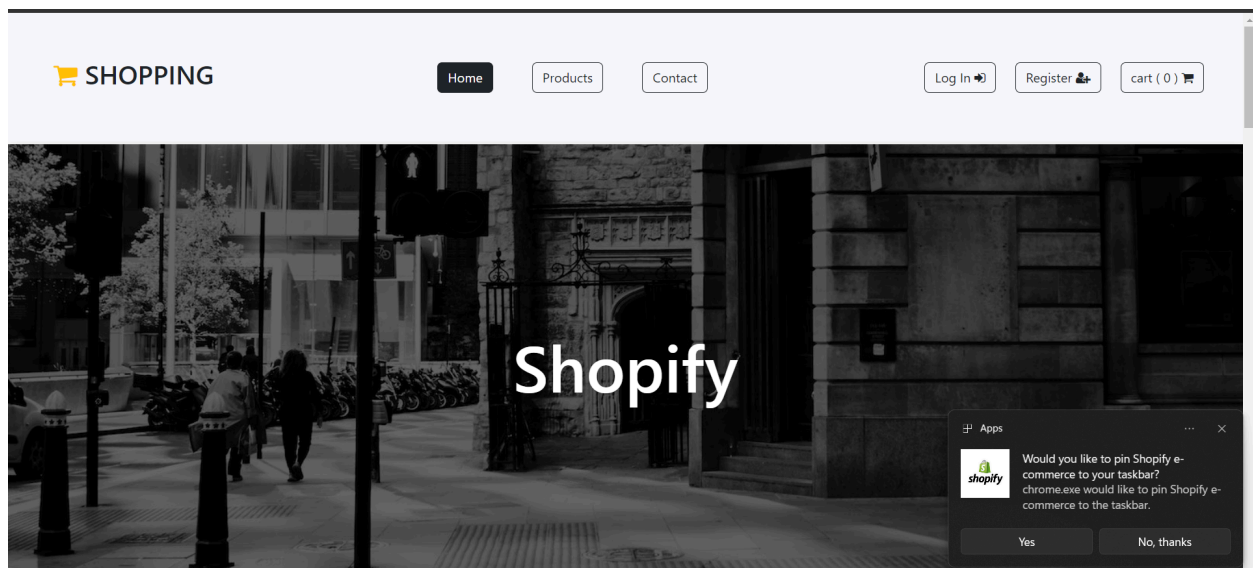 SHOPPING
Home
Products
Contact
Log In
Register
cart ( 0 )
Shopify
Apps
shopify
Would you like to pin Shopify e-
commerce to your taskbar?
chrome.exe would like to pin Shopify e-
commerce to the taskbar.
Yes
No, thanks